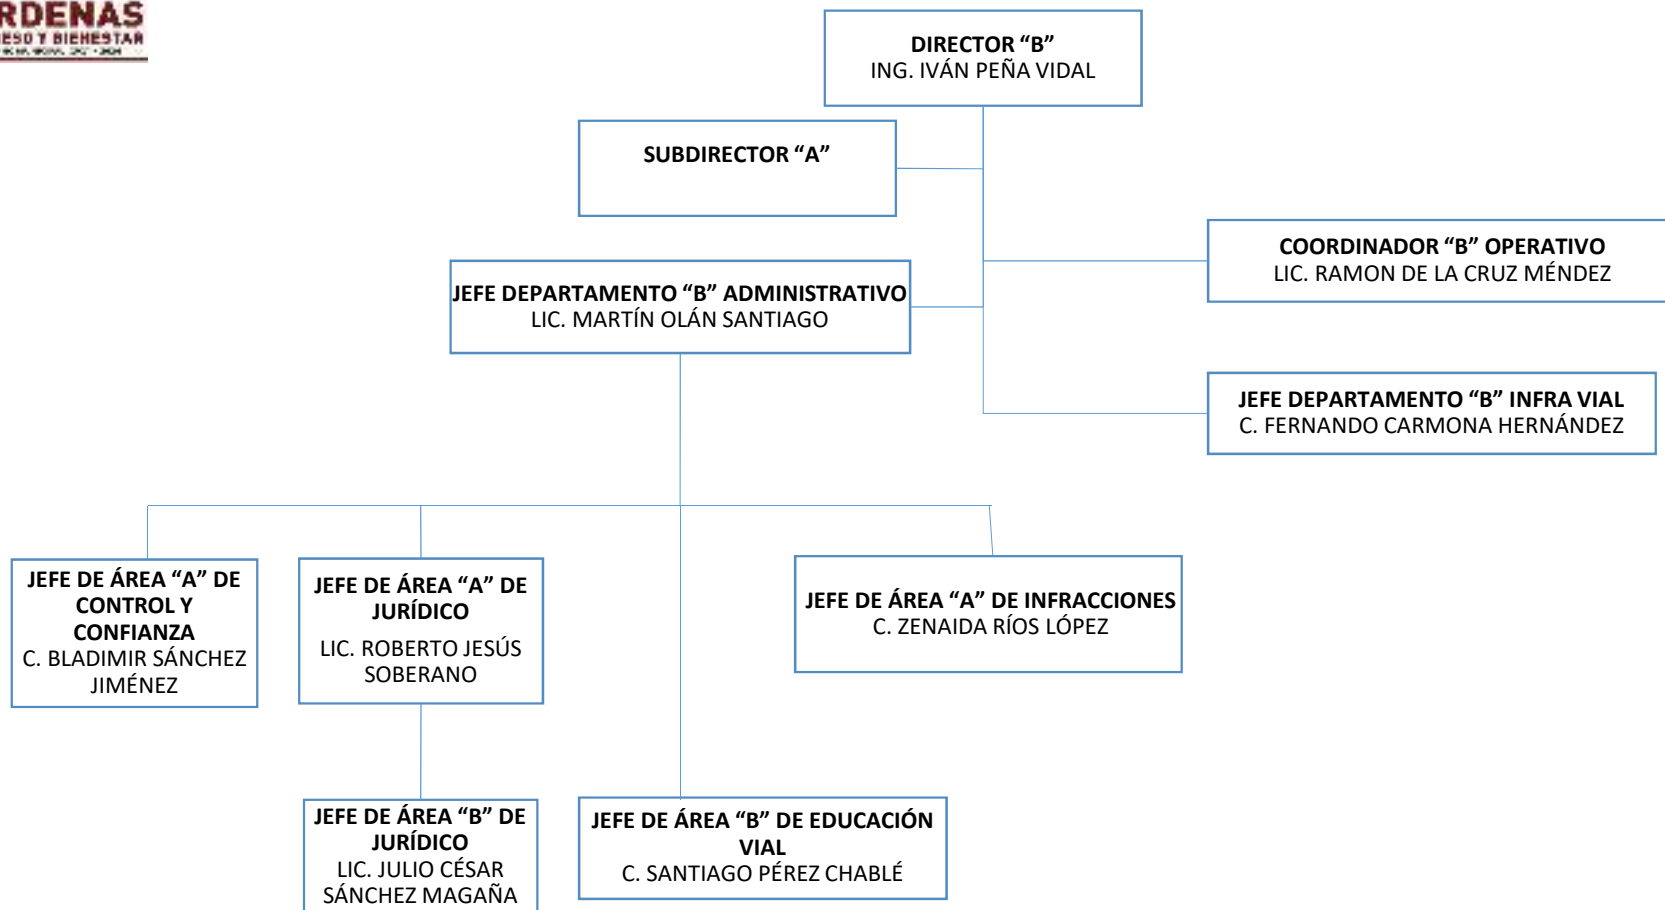 RDENAS
ESO Y BIENESTAR
DIRECTOR “B”
ING. IVÁN PEÑA VIDAL
SUBDIRECTOR “A”
COORDINADOR “B” OPERATIVO
LIC. RAMON DE LA CRUZ MÉNDEZ
JEFE DEPARTAMENTO “B” ADMINISTRATIVO
LIC. MARTÍN OLÁN SANTIAGO
JEFE DEPARTAMENTO “B” INFRA VIAL
C. FERNANDO CARMONA HERNÁNDEZ
JEFE DE ÁREA “A” DE
CONTROL Y
CONFIANZA
C. BLADIMIR SÁNCHEZ
JIMÉNEZ
JEFE DE ÁREA “A” DE
JURÍDICO
LIC. ROBERTO JESÚS
SOBERANO
JEFE DE ÁREA “A” DE INFRACCIONES
C. ZENAIDA RÍOS LÓPEZ
JEFE DE ÁREA “B” DE
JURÍDICO
LIC. JULIO CÉSAR
SÁNCHEZ MAGAÑA
JEFE DE ÁREA “B” DE EDUCACIÓN
VIAL
C. SANTIAGO PÉREZ CHABLÉ